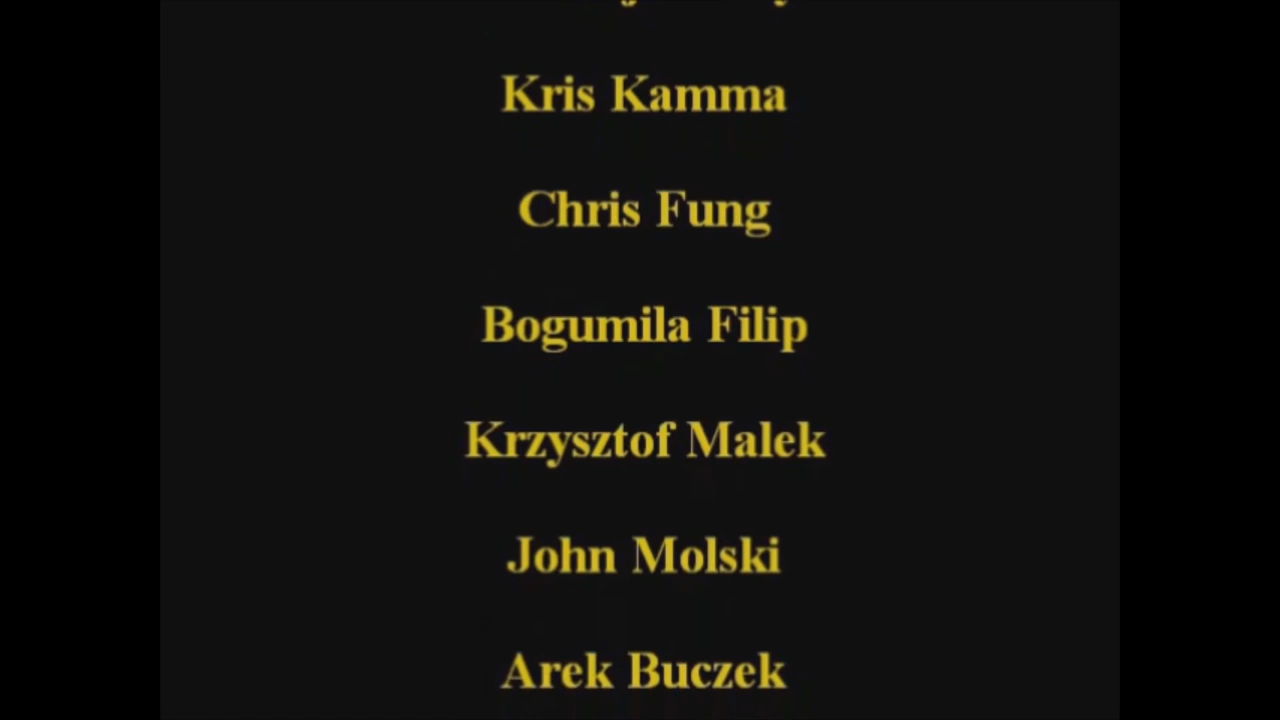 Kris Kamma
Chris Fung
Bogumila Filip
Krzysztof Malek
John Molski
Arek Buczek